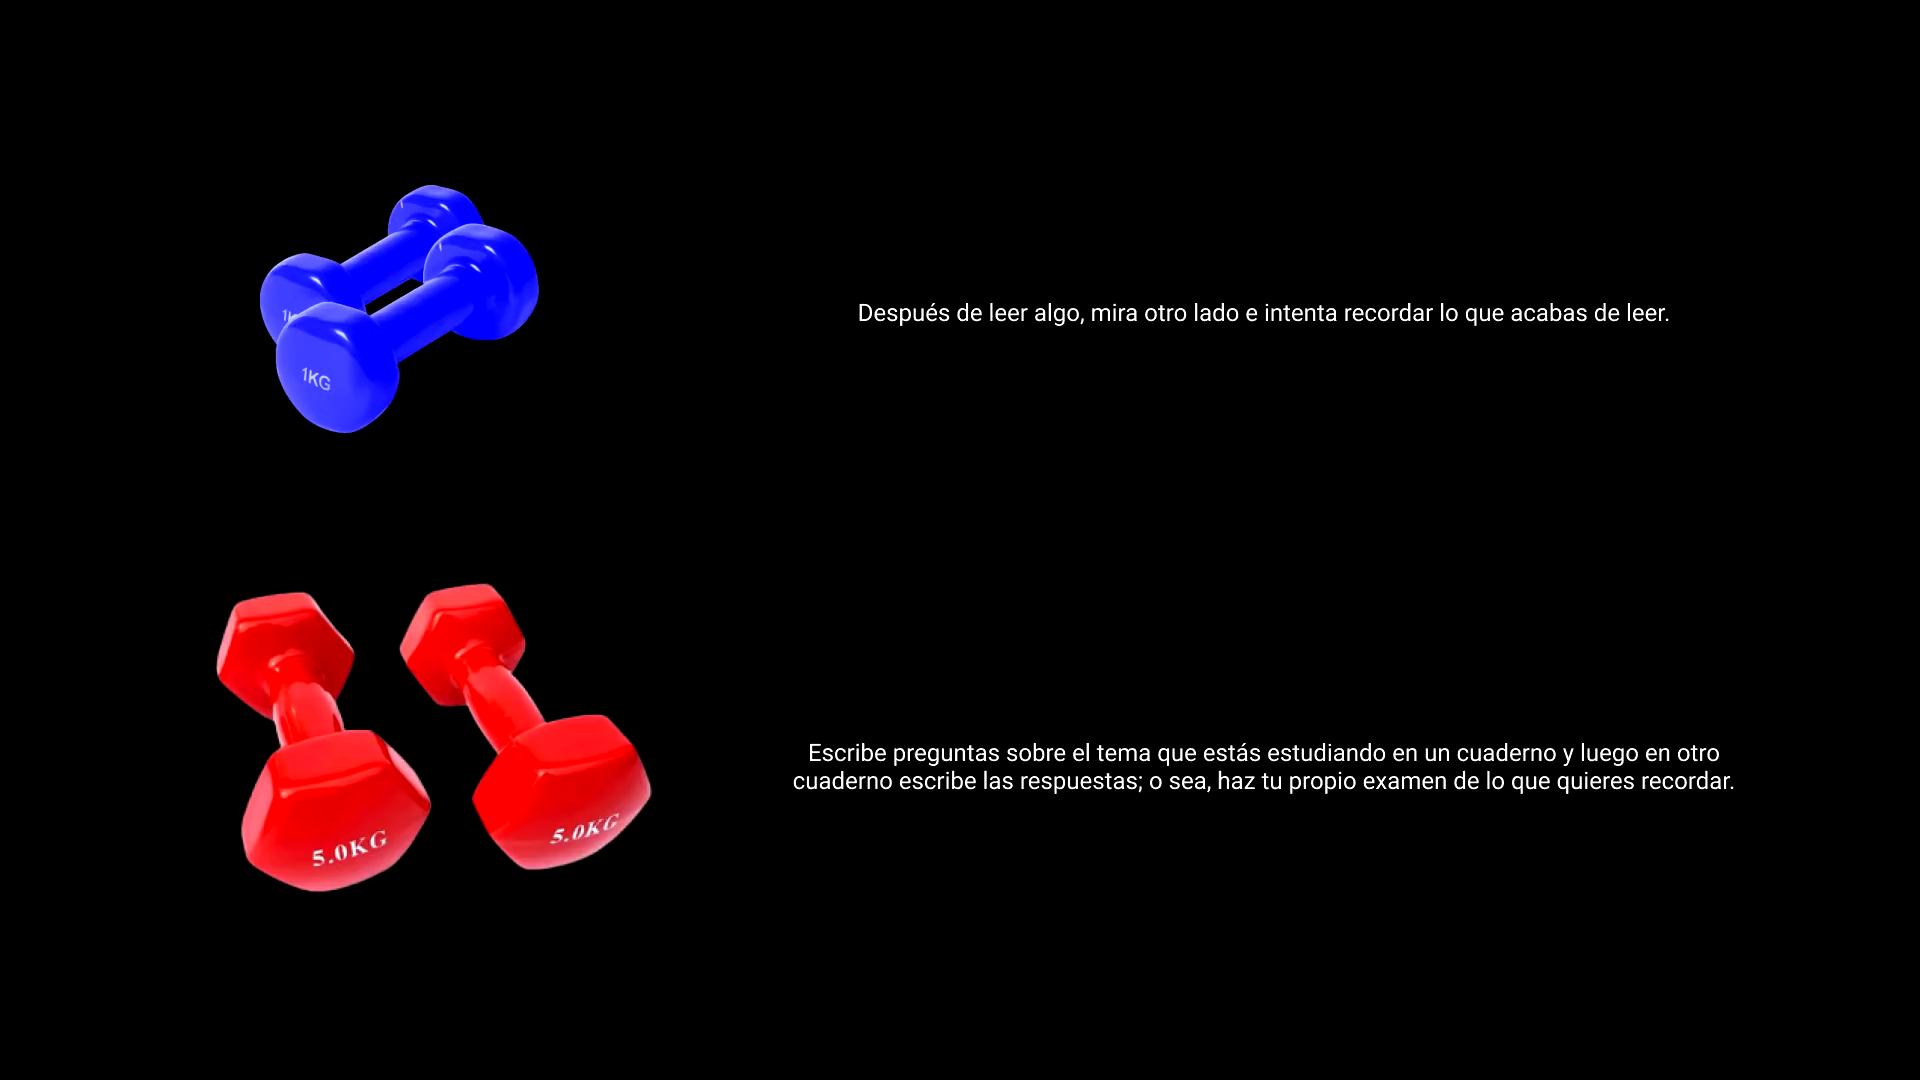 1KG
Después de leer algo, mira otro lado e intenta recordar lo que acabas de leer.
5.0KG
5.0KG
Escribe preguntas sobre el tema que estás estudiando en un cuaderno y luego en otro
cuaderno escribe las respuestas; o sea, haz tu propio examen de lo que quieres recordar.